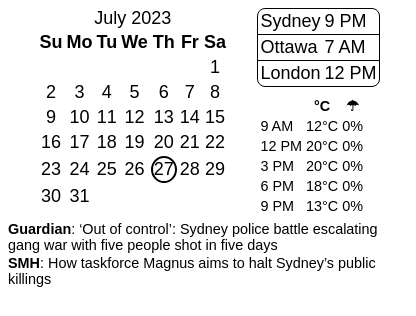 July 2023
Su Mo Tu We Th Fr Sa
1
2 3 4 5 6 7 8
9 10 11 12 13 14 15
16 17 18 19 20 21 22
23 24 25 26 27 28 29
30 31
Sydney 9 PM
Ottawa 7 AM
London 12 PM
°C ☂
9 AM 12°C 0%
12 PM 20°C 0%
3 PM 20°C 0%
6 PM 18°C 0%
9 PM 13°C 0%
Guardian: ‘Out of control’: Sydney police battle escalating
gang war with five people shot in five days
SMH: How taskforce Magnus aims to halt Sydney’s public
killings